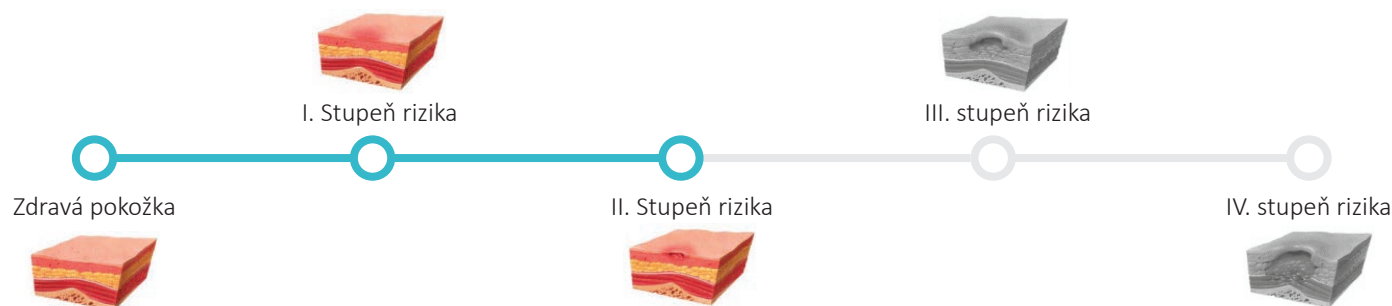 I. Stupeň rizika
III. stupeň rizika
Zdravá pokožka
II. Stupeň rizika
IV. stupeň rizika